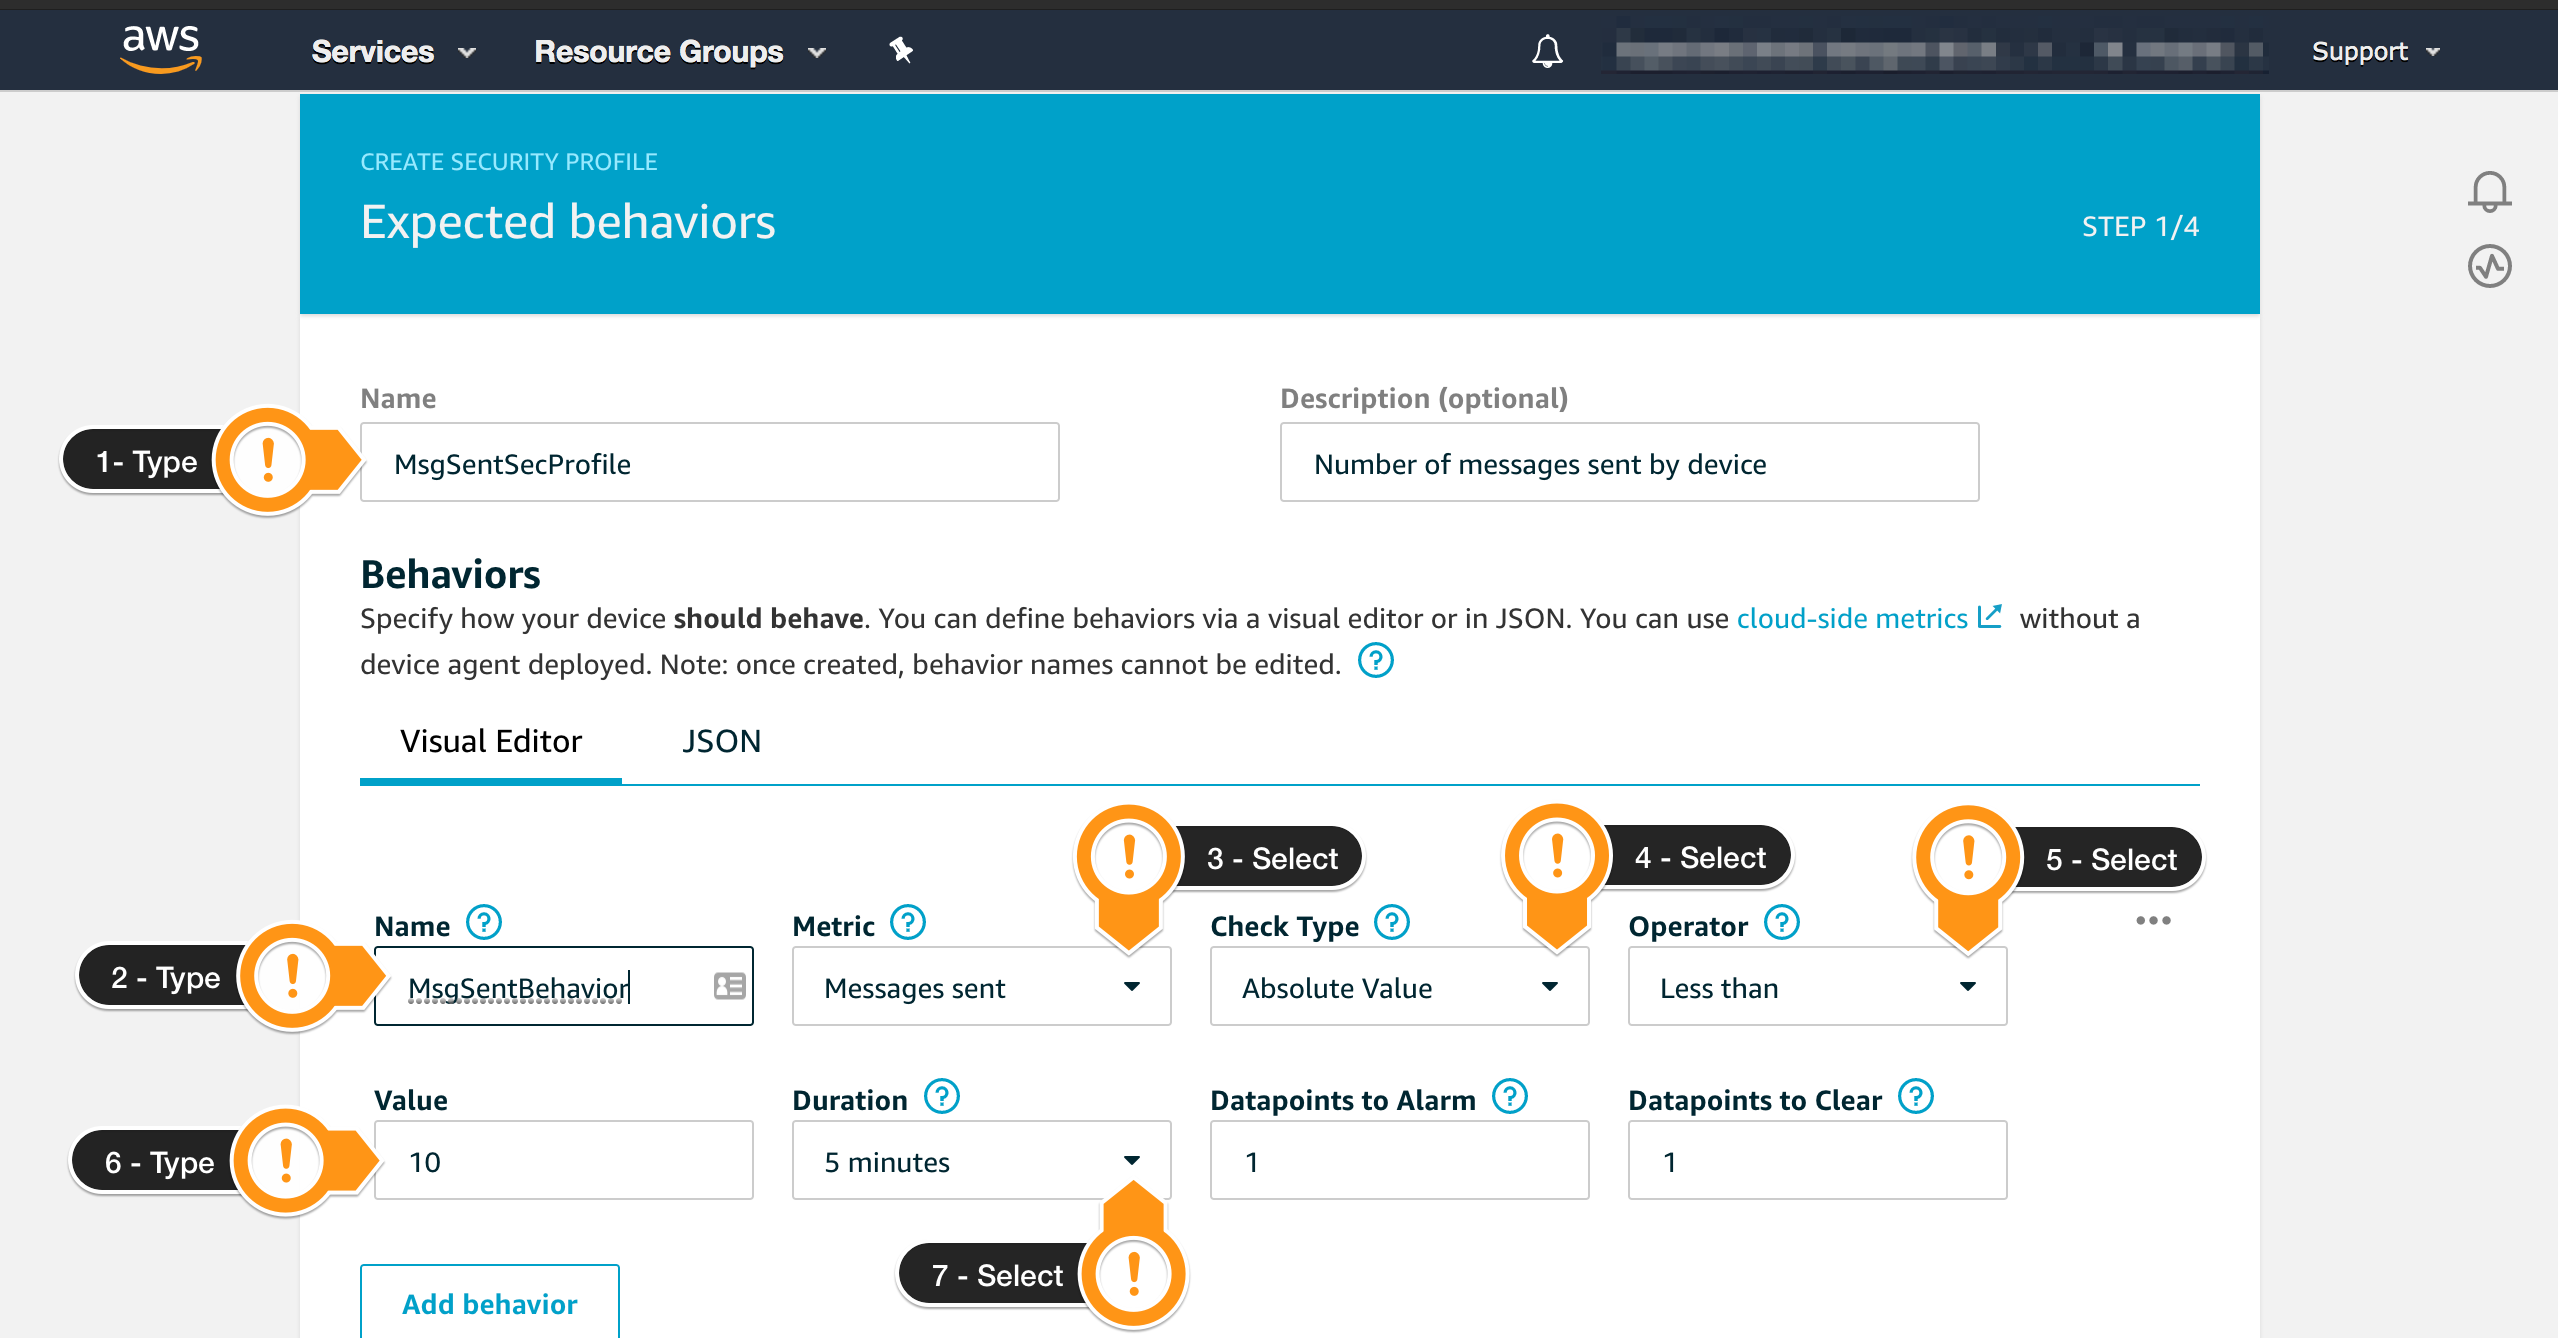 aws
Services
Resource Groups
Support
CREATE SECURITY PROFILE
Expected behaviors
STEP 1/4
Name
Description (optional)
1- Type
!
MsgSentSecProfile
Number of messages sent by device
Behaviors
Specify how your device should behave. You can define behaviors via a visual editor or in JSON. You can use cloud-side metrics without a
device agent deployed. Note: once created, behavior names cannot be edited. ?
Visual Editor
JSON
!
3 - Select
!
4 - Select
!
5 - Select
Name ?
Metric ?
Check Type ?
Operator ?
2 - Type
!
MsgSentBehavior
Messages sent
Absolute Value
Less than
Value
Duration ?
Datapoints to Alarm ?
Datapoints to Clear ?
6 - Type
!
10
5 minutes
1
1
7 - Select
!
Add behavior